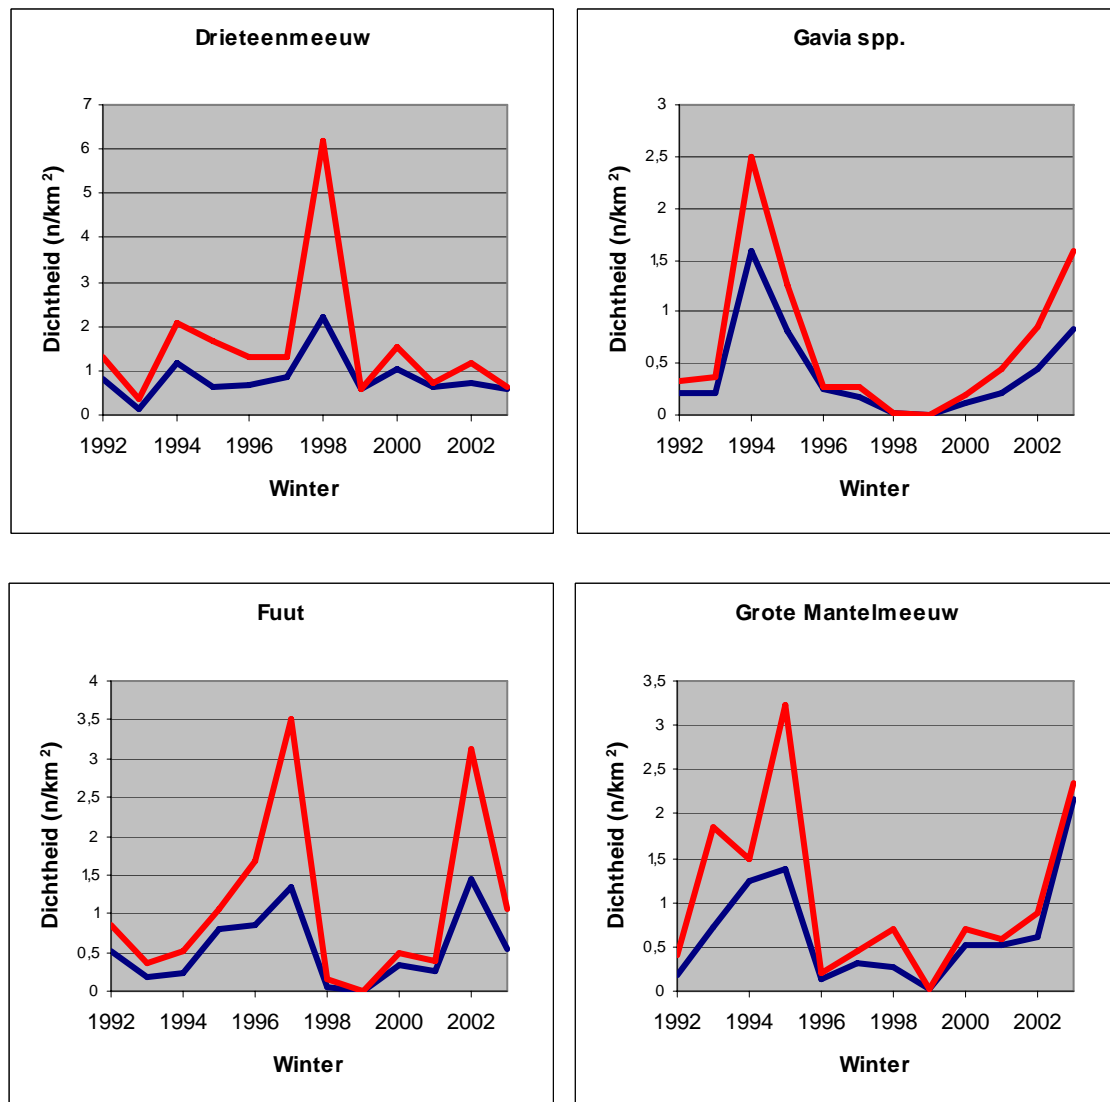 Drieteenmeeuw
Dichtheid (n/km²)
7
6
5
4
3
2
1
0
1992 1994 1996 1998 2000 2002
Winter
Gavia spp.
Dichtheid (n/km²)
3
2,5
2
1,5
1
0,5
0
1992 1994 1996 1998 2000 2002
Winter
Fuut
Dichtheid (n/km²)
4
3,5
3
2,5
2
1,5
1
0,5
0
1992 1994 1996 1998 2000 2002
Winter
Grote Mantelmeeuw
Dichtheid (n/km²)
3,5
3
2,5
2
1,5
1
0,5
0
1992 1994 1996 1998 2000 2002
Winter